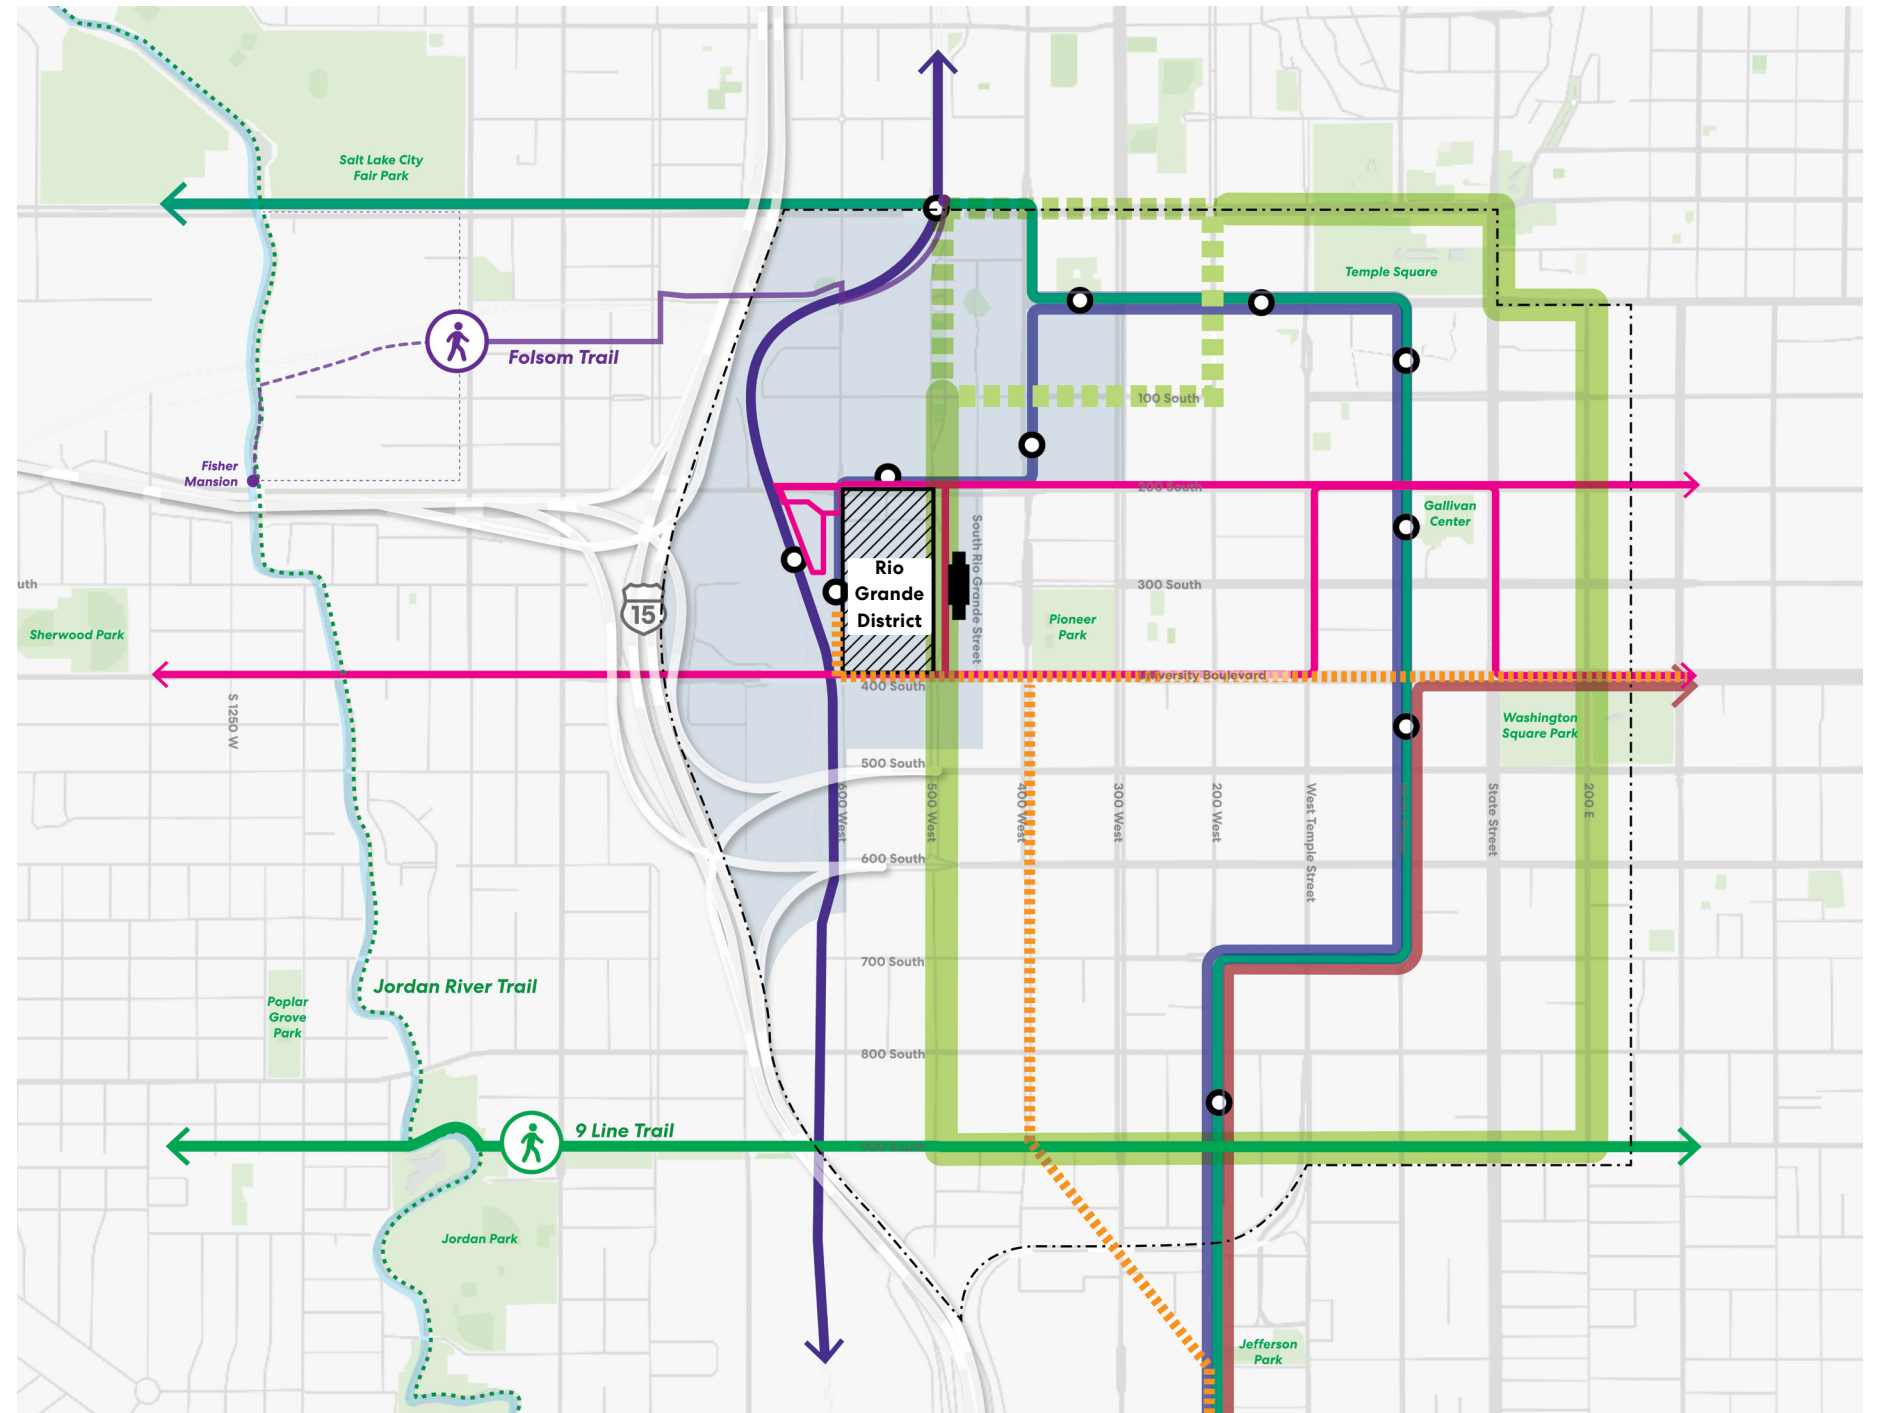 Salt Lake City
Fair Park
Temple Square
Folsom Trail
100 South
Fisher
Mansion
200 South
Gallivan
Center
South Rio Grande Street
Rio
Grande
District
uth
300 South
15
Pioneer
Park
Sherwood Park
University Boulevard
400 South
S 1250 W
Washington
Square Park
500 South
600 West
500 West
400 West
300 West
200 West
West Temple Street
State Street
200 E
600 South
700 South
Jordan River Trail
Poplar
Grove
Park
800 South
9 Line Trail
900 South
Jordan Park
Jefferson
Park